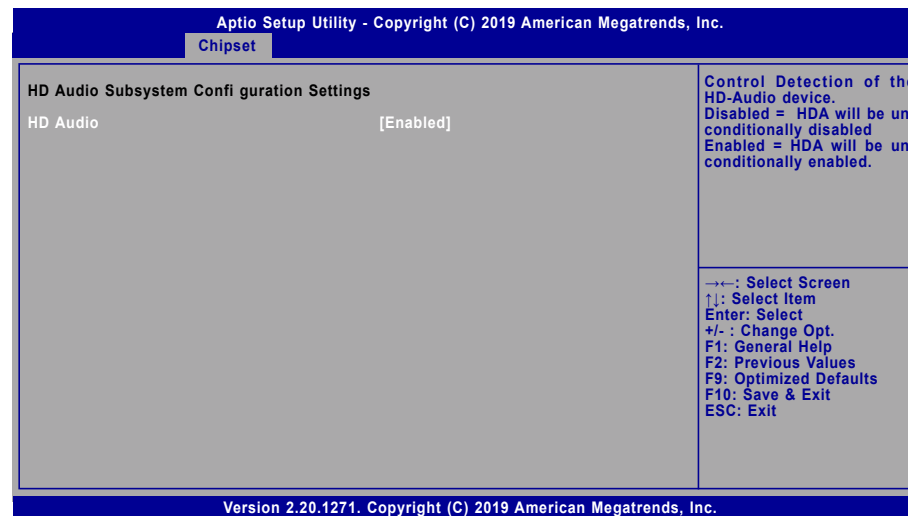 Aptio Setup Utility - Copyright (C) 2019 American Megatrends, Inc.
Chipset
HD Audio Subsystem Confi guration Settings
HD Audio [Enabled]
Control Detection of the
HD-Audio device.
Disabled = HDA will be un
conditionally disabled
Enabled = HDA will be un
conditionally enabled.
→←: Select Screen
↑↓: Select Item
Enter: Select
+/- : Change Opt.
F1: General Help
F2: Previous Values
F9: Optimized Defaults
F10: Save & Exit
ESC: Exit
Version 2.20.1271. Copyright (C) 2019 American Megatrends, Inc.